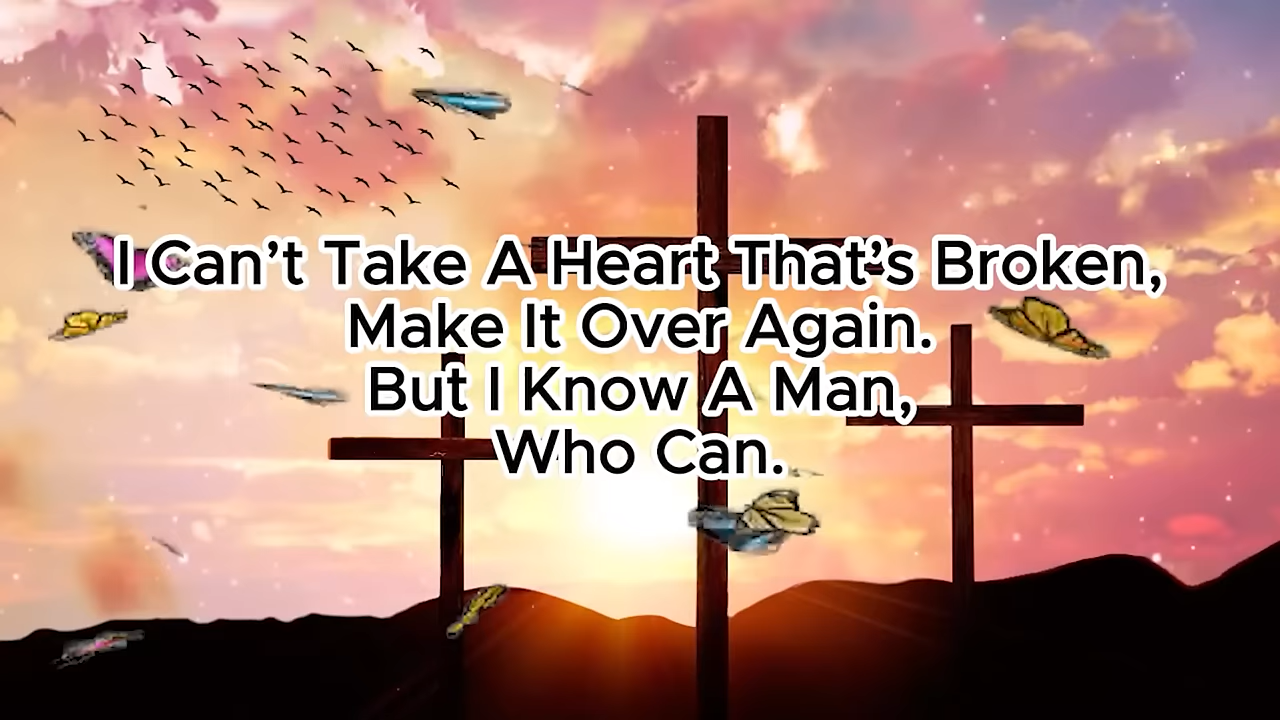 I Can’t Take A Heart That’s Broken,
Make It Over Again.
But I Know A Man,
Who Can.